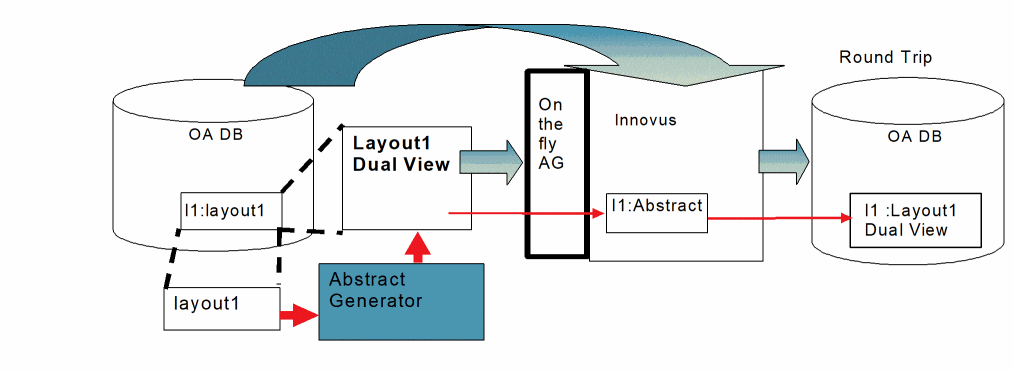 Round Trip
OA DB
I1:layout1
layout1
Layout1
Dual View
Abstract
Generator
On
the
fly
AG
Innovus
I1:Abstract
OA DB
I1 :Layout1
Dual View